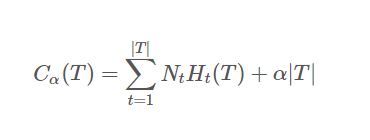 C_α(T) = \sum_{t=1}^{|T|} N_t H_t(T) + α|T|